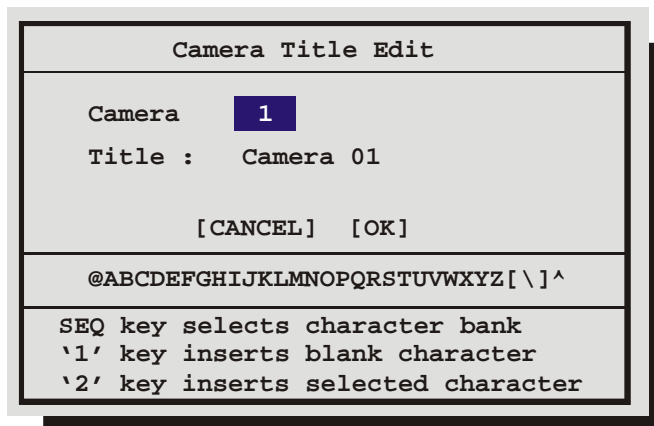 Camera Title Edit
Camera 1
Title : Camera 01
[CANCEL] [OK]
@ABCDEFGHIJKLMNOPQRSTUVWXYZ[\]^
SEQ key selects character bank
‘1’ key inserts blank character
‘2’ key inserts selected character